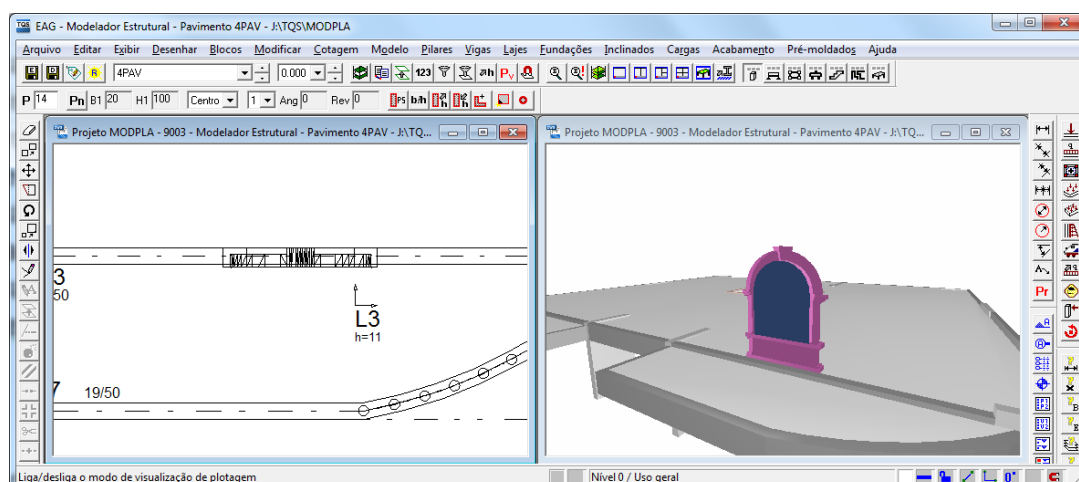 TQS EAG - Modelador Estrutural - Pavimento 4PAV - J:\TQS\MODPLA
Arquivo Editar Exibir Desenhar Blocos Modificar Cotagem Modelo Pilares Vigas Lajes Fundações Inclinados Cargas Acabamento Pré-moldados Ajuda
4PAV 0.000 123
P 14 Pn B1 20 H1 100 Centro 1 Ang 0 Rev 0
Projeto MODPLA - 9003 - Modelador Estrutural - Pavimento 4PAV - J:\TQ...
3
50
L3
h=11
7
19/50
Projeto MODPLA - 9003 - Modelador Estrutural - Pavimento 4PAV - J:\TQ...
Pr
Liga/desliga o modo de visualização de plotagem
Nível 0 / Uso geral